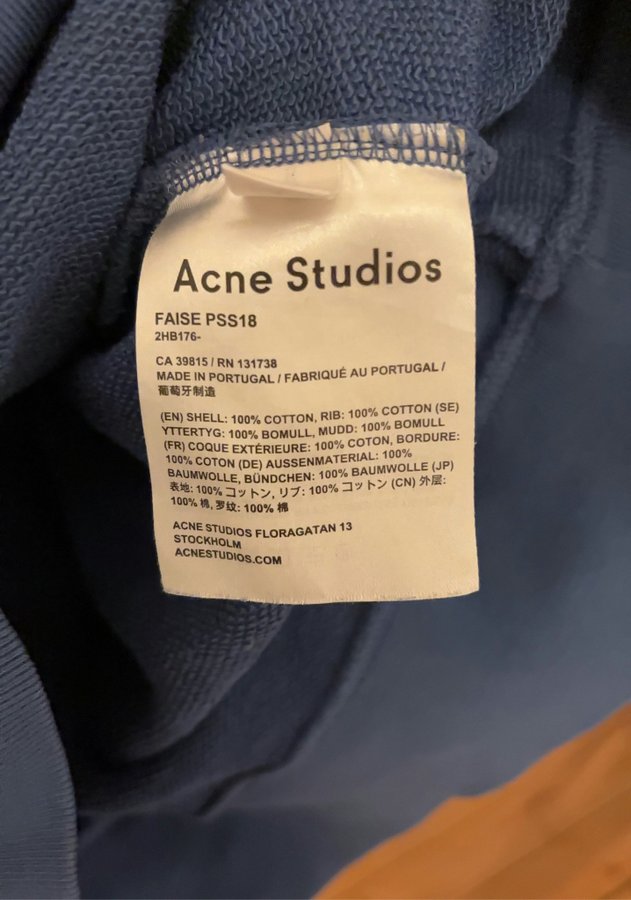 Acne Studios
FAISE PSS18
2HB176-
CA 39815 / RN 131738
MADE IN PORTUGAL / FABRIQUÉ AU PORTUGAL /
葡萄牙制造
(EN) SHELL: 100% COTTON, RIB: 100% COTTON (SE)
YTTERTYG: 100% BOMULL, MUDD: 100% BOMULL
(FR) COQUE EXTÉRIEURE: 100% COTON, BORDURE:
100% COTON (DE) AUSSENMATERIAL: 100%
BAUMWOLLE, BÜNDCHEN: 100% BAUMWOLLE (JP)
表地: 100% コットン, リブ: 100% コットン (CN) 外层:
100% 棉, 罗纹: 100% 棉
ACNE STUDIOS FLORAGATAN 13
STOCKHOLM
ACNESTUDIOS.COM